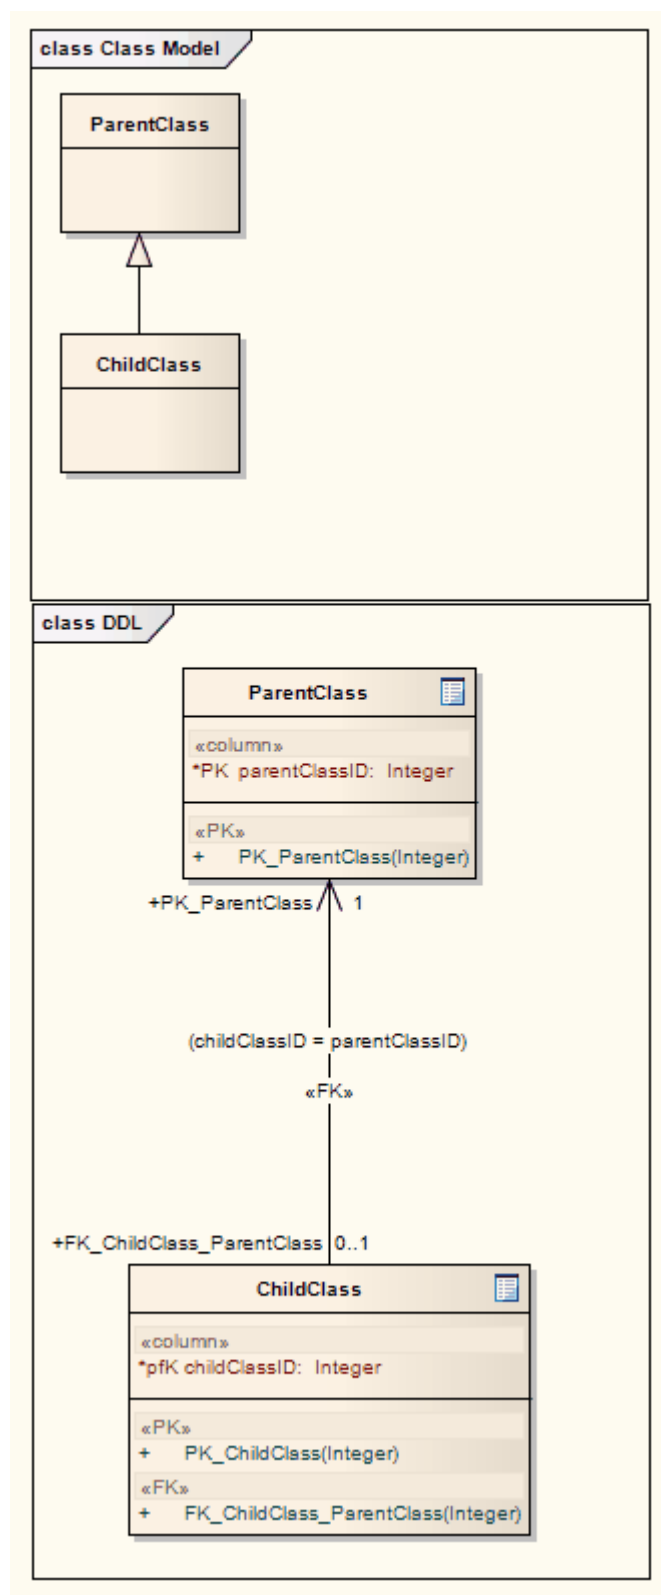 class Class Model
ParentClass
ChildClass
class DDL
ParentClass
«column»
*PK parentClassID: Integer
«PK»
+ PK_ParentClass(Integer)
+PK_ParentClass 1
(childClassID = parentClassID)
«FK»
+FK_ChildClass_ParentClass 0..1
ChildClass
«column»
*pfK childClassID: Integer
«PK»
+ PK_ChildClass(Integer)
«FK»
+ FK_ChildClass_ParentClass(Integer)